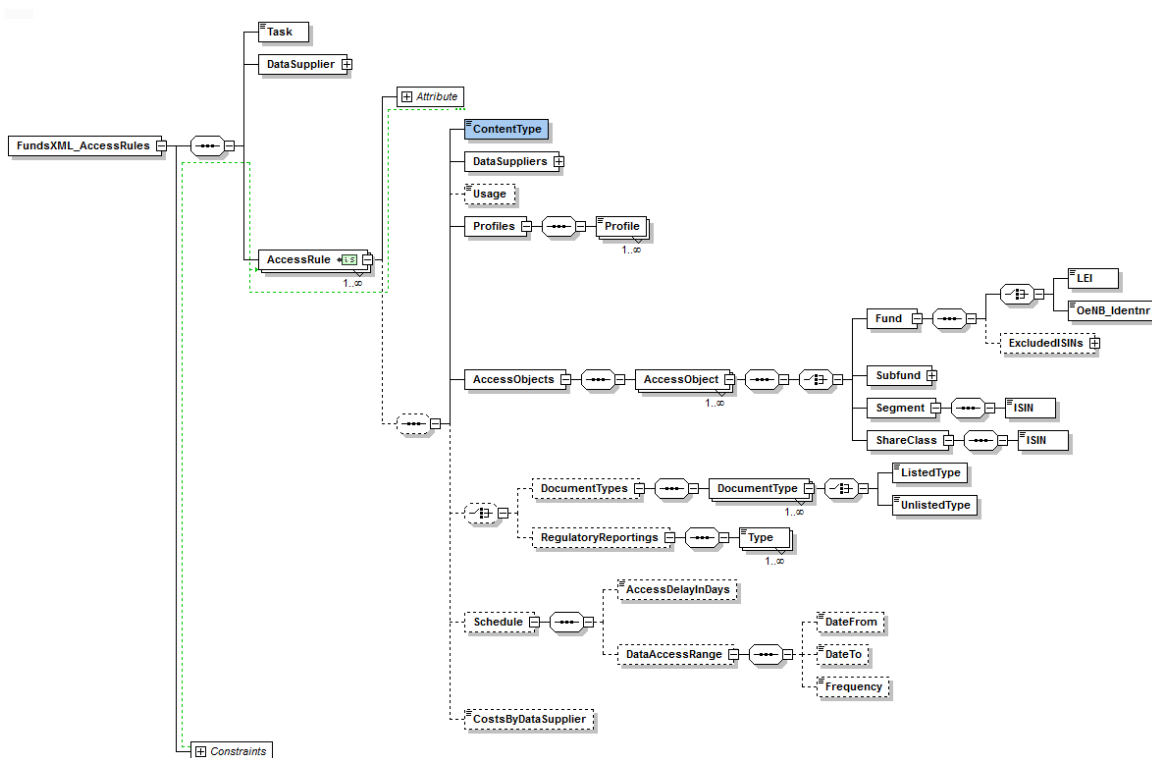 Task
DataSupplier
Attribute
FundsXML_AccessRules
ContentType
DataSuppliers
Usage
Profiles
Profile
1..∞
AccessRule
1..∞
LEI
OeNB_Identnr
Fund
ExcludedISINs
AccessObjects
AccessObject
1..∞
Subfund
Segment
ISIN
ShareClass
ISIN
DocumentTypes
DocumentType
1..∞
ListedType
UnlistedType
RegulatoryReportings
Type
1..∞
AccessDelayInDays
Schedule
DataAccessRange
DateFrom
DateTo
Frequency
CostsByDataSupplier
Constraints